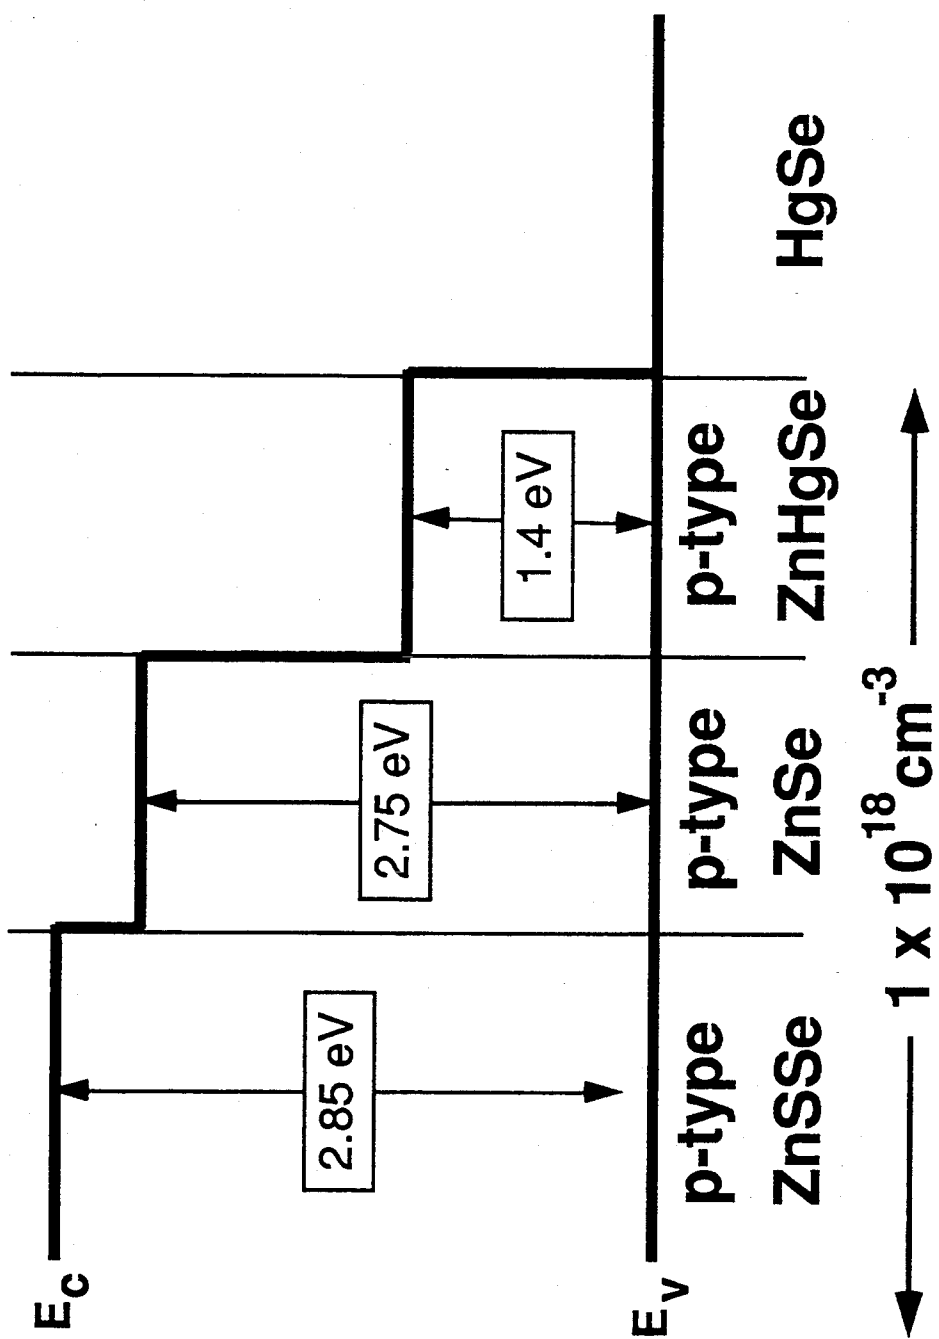 E_c
2.85 eV
2.75 eV
1.4 eV
E_v
p-type
ZnSSe
p-type
ZnSe
p-type
ZnHgSe
HgSe
1 x 10^18 cm^-3